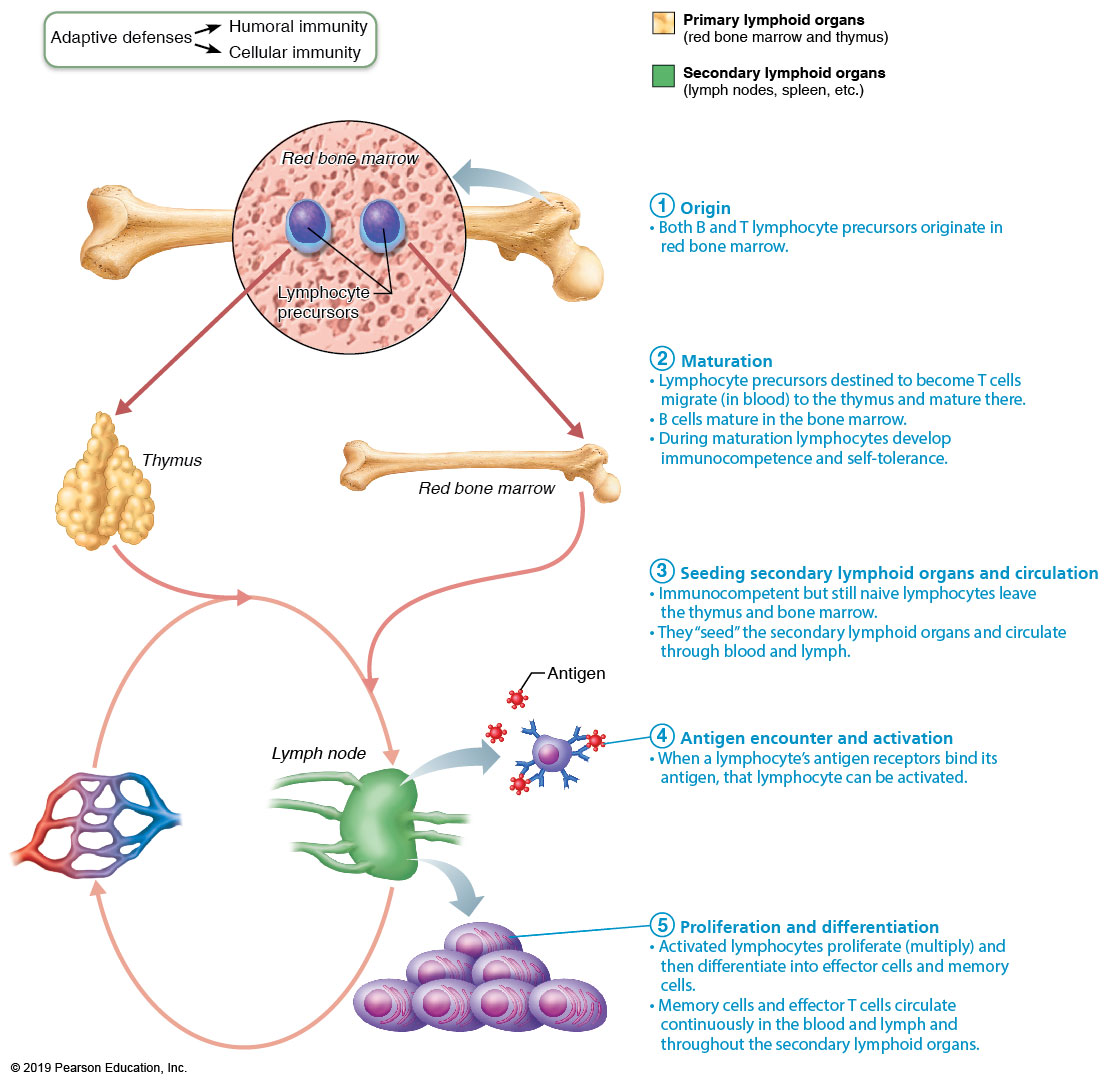 Adaptive defenses
Humoral immunity
Cellular immunity
Primary lymphoid organs
(red bone marrow and thymus)
Secondary lymphoid organs
(lymph nodes, spleen, etc.)
Red bone marrow
Lymphocyte
precursors
1 Origin
• Both B and T lymphocyte precursors originate in
red bone marrow.
2 Maturation
• Lymphocyte precursors destined to become T cells
migrate (in blood) to the thymus and mature there.
• B cells mature in the bone marrow.
• During maturation lymphocytes develop
immunocompetence and self-tolerance.
Thymus
Red bone marrow
3 Seeding secondary lymphoid organs and circulation
• Immunocompetent but still naive lymphocytes leave
the thymus and bone marrow.
• They “seed” the secondary lymphoid organs and circulate
through blood and lymph.
Antigen
Lymph node
4 Antigen encounter and activation
• When a lymphocyte’s antigen receptors bind its
antigen, that lymphocyte can be activated.
5 Proliferation and differentiation
• Activated lymphocytes proliferate (multiply) and
then differentiate into effector cells and memory
cells.
• Memory cells and effector T cells circulate
continuously in the blood and lymph and
throughout the secondary lymphoid organs.
© 2019 Pearson Education, Inc.